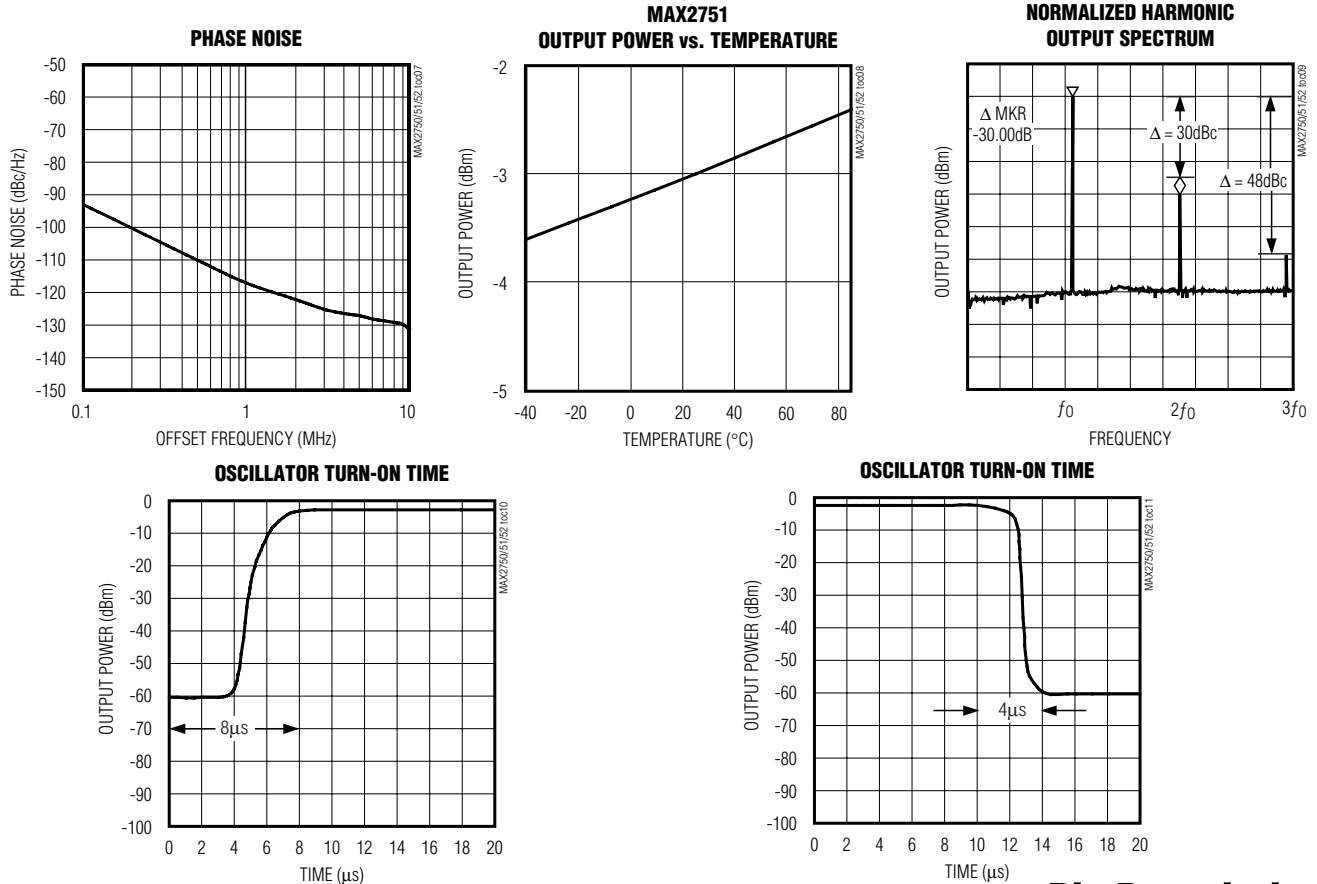 PHASE NOISE
-50
-60
-70
-80
-90
-100
-110
-120
-130
-140
-150
PHASE NOISE (dBc/Hz)
0.1 1 10
OFFSET FREQUENCY (MHz)
MAX2750/51/52 toc07
MAX2751
OUTPUT POWER vs. TEMPERATURE
-2
-3
-4
-5
OUTPUT POWER (dBm)
-40 -20 0 20 40 60 80
TEMPERATURE (°C)
MAX2750/51/52 toc08
NORMALIZED HARMONIC
OUTPUT SPECTRUM
Δ MKR
-30.00dB
Δ = 30dBc
Δ = 48dBc
OUTPUT POWER (dBm)
f0 2f0 3f0
FREQUENCY
MAX2750/51/52 toc09
OSCILLATOR TURN-ON TIME
0
-10
-20
-30
-40
-50
-60
-70
-80
-90
-100
OUTPUT POWER (dBm)
8μs
0 2 4 6 8 10 12 14 16 18 20
TIME (μs)
MAX2750/51/52 toc10
OSCILLATOR TURN-ON TIME
0
-10
-20
-30
-40
-50
-60
-70
-80
-90
-100
OUTPUT POWER (dBm)
4μs
0 2 4 6 8 10 12 14 16 18 20
TIME (μs)
MAX2750/51/52 toc11